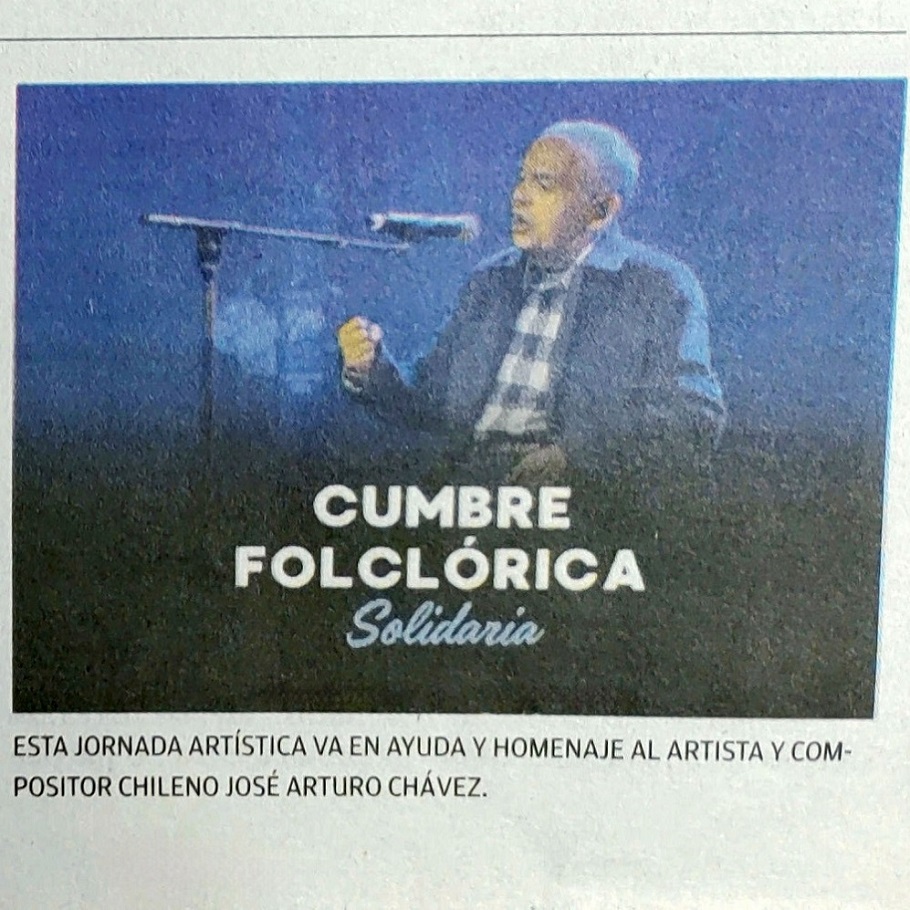 CUMBRE
FOLCLÓRICA
Solidaria
ESTA JORNADA ARTÍSTICA VA EN AYUDA Y HOMENAJE AL ARTISTA Y COM-
POSITOR CHILENO JOSÉ ARTURO CHÁVEZ.